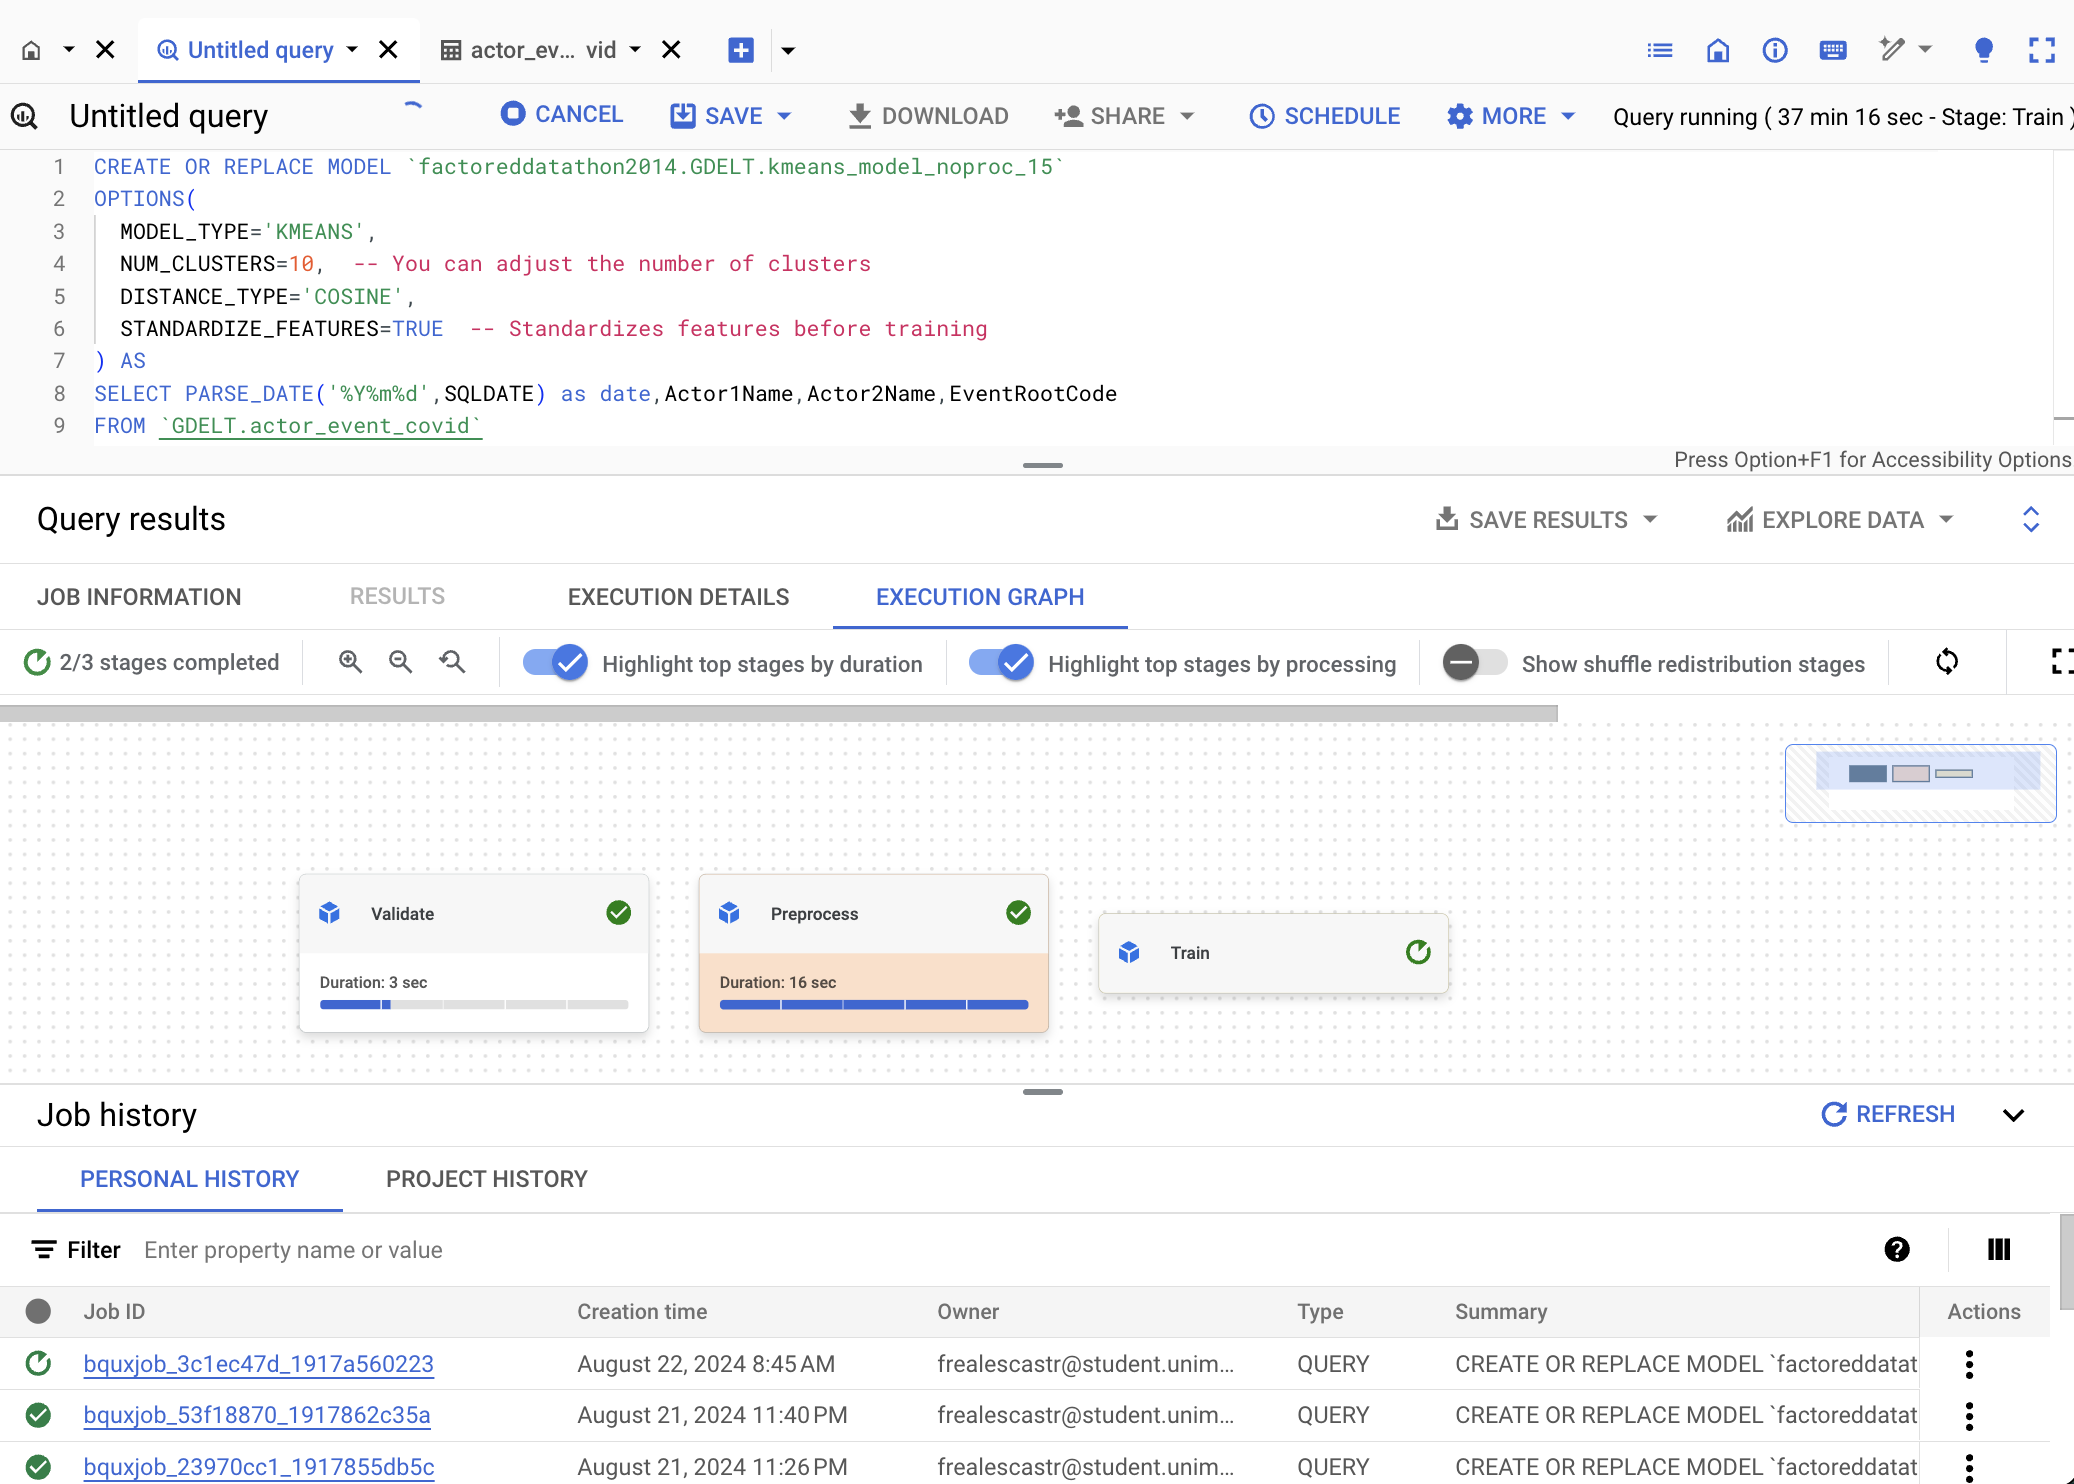 Untitled query
actor_ev... vid
Untitled query
CANCEL
SAVE
DOWNLOAD
SHARE
SCHEDULE
MORE
Query running ( 37 min 16 sec - Stage: Train )
1 CREATE OR REPLACE MODEL `factoreddatathon2014.GDELT.kmeans_model_noproc_15`
2 OPTIONS(
3 MODEL_TYPE='KMEANS',
4 NUM_CLUSTERS=10, -- You can adjust the number of clusters
5 DISTANCE_TYPE='COSINE',
6 STANDARDIZE_FEATURES=TRUE -- Standardizes features before training
7 ) AS
8 SELECT PARSE_DATE('%Y%m%d',SQLDATE) as date,Actor1Name,Actor2Name,EventRootCode
9 FROM `GDELT.actor_event_covid`
Press Option+F1 for Accessibility Options
Query results
SAVE RESULTS
EXPLORE DATA
JOB INFORMATION
RESULTS
EXECUTION DETAILS
EXECUTION GRAPH
2/3 stages completed
Highlight top stages by duration
Highlight top stages by processing
Show shuffle redistribution stages
Validate
Duration: 3 sec
Preprocess
Duration: 16 sec
Train
Job history
REFRESH
PERSONAL HISTORY
PROJECT HISTORY
Filter Enter property name or value
Job ID Creation time Owner Type Summary Actions
bquxjob_3c1ec47d_1917a560223 August 22, 2024 8:45 AM frealescastr@student.unim... QUERY CREATE OR REPLACE MODEL `factoreddatat
bquxjob_53f18870_1917862c35a August 21, 2024 11:40 PM frealescastr@student.unim... QUERY CREATE OR REPLACE MODEL `factoreddatat
bquxjob_23970cc1_1917855db5c August 21, 2024 11:26 PM frealescastr@student.unim... QUERY CREATE OR REPLACE MODEL `factoreddatat